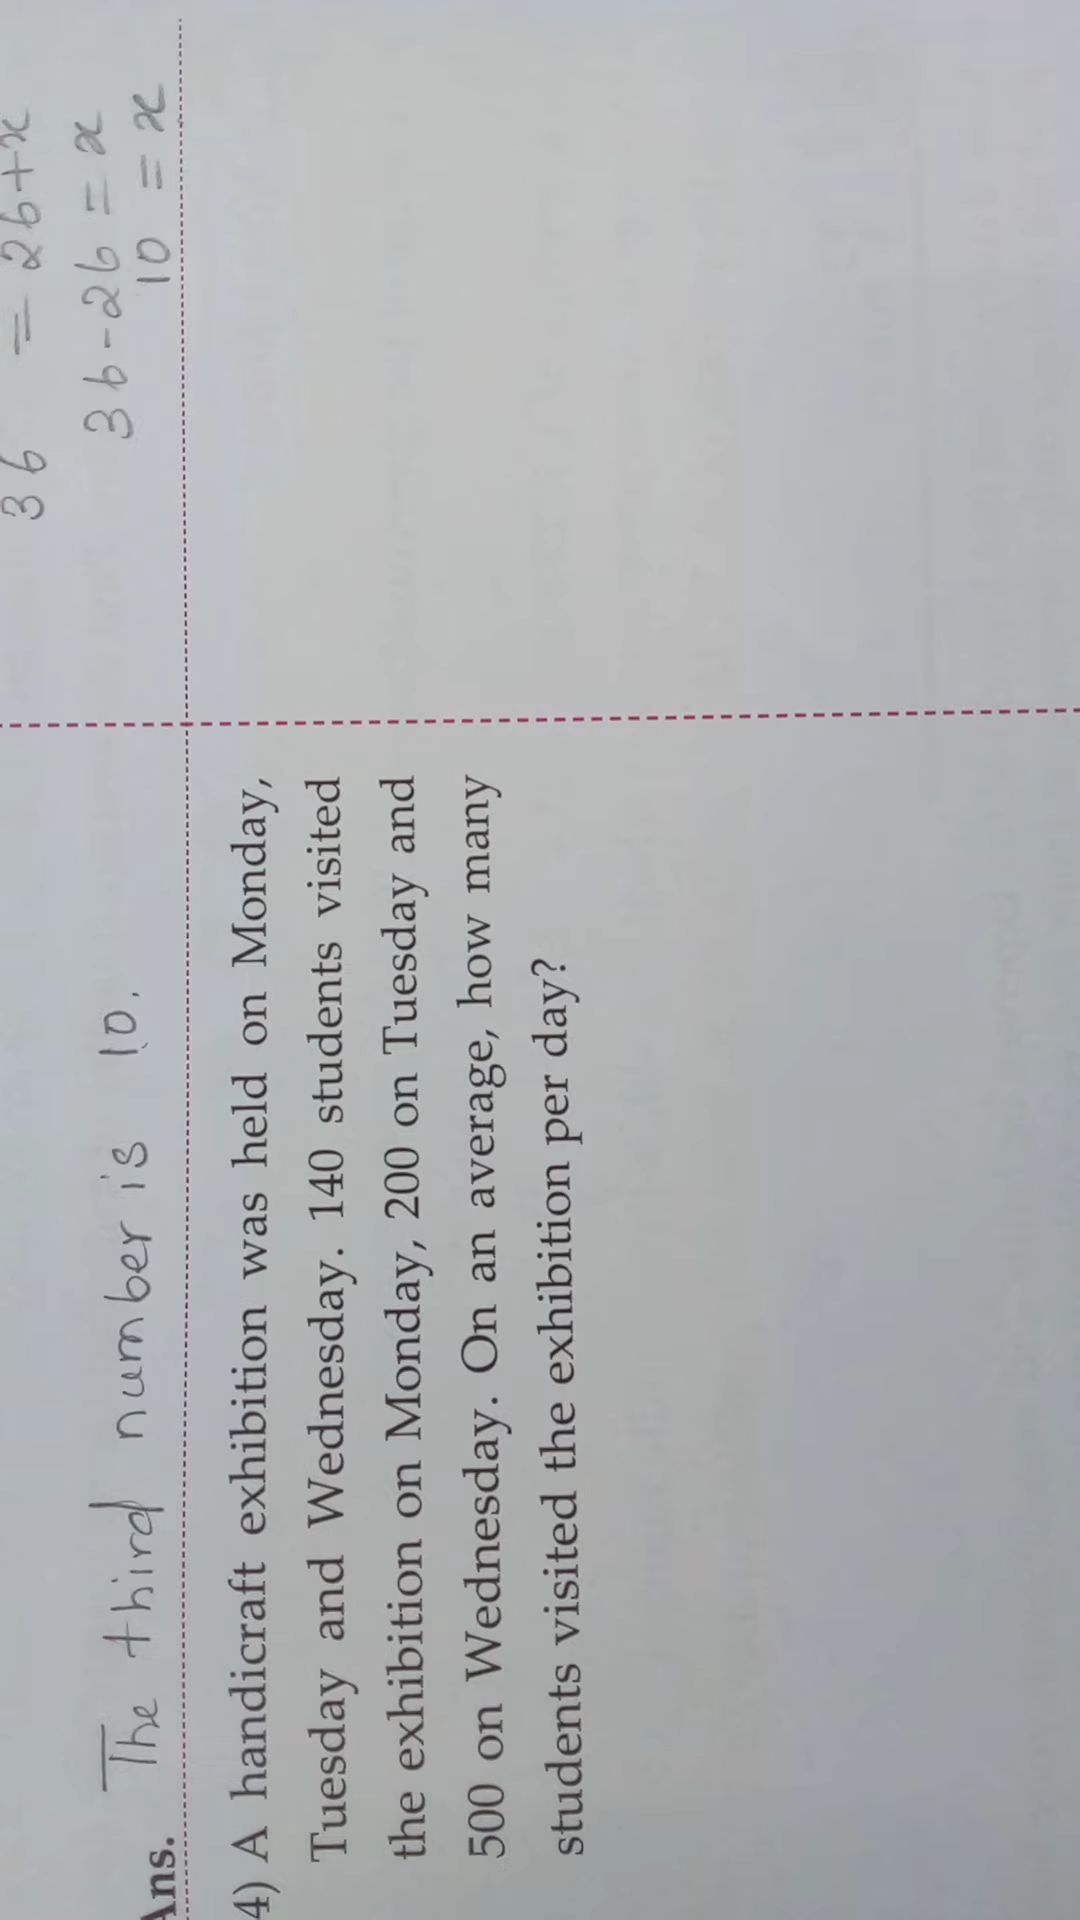 36 = 26+x
36-26 = x
10 = x
Ans. The third number is 10.
4) A handicraft exhibition was held on Monday,
Tuesday and Wednesday. 140 students visited
the exhibition on Monday, 200 on Tuesday and
500 on Wednesday. On an average, how many
students visited the exhibition per day?